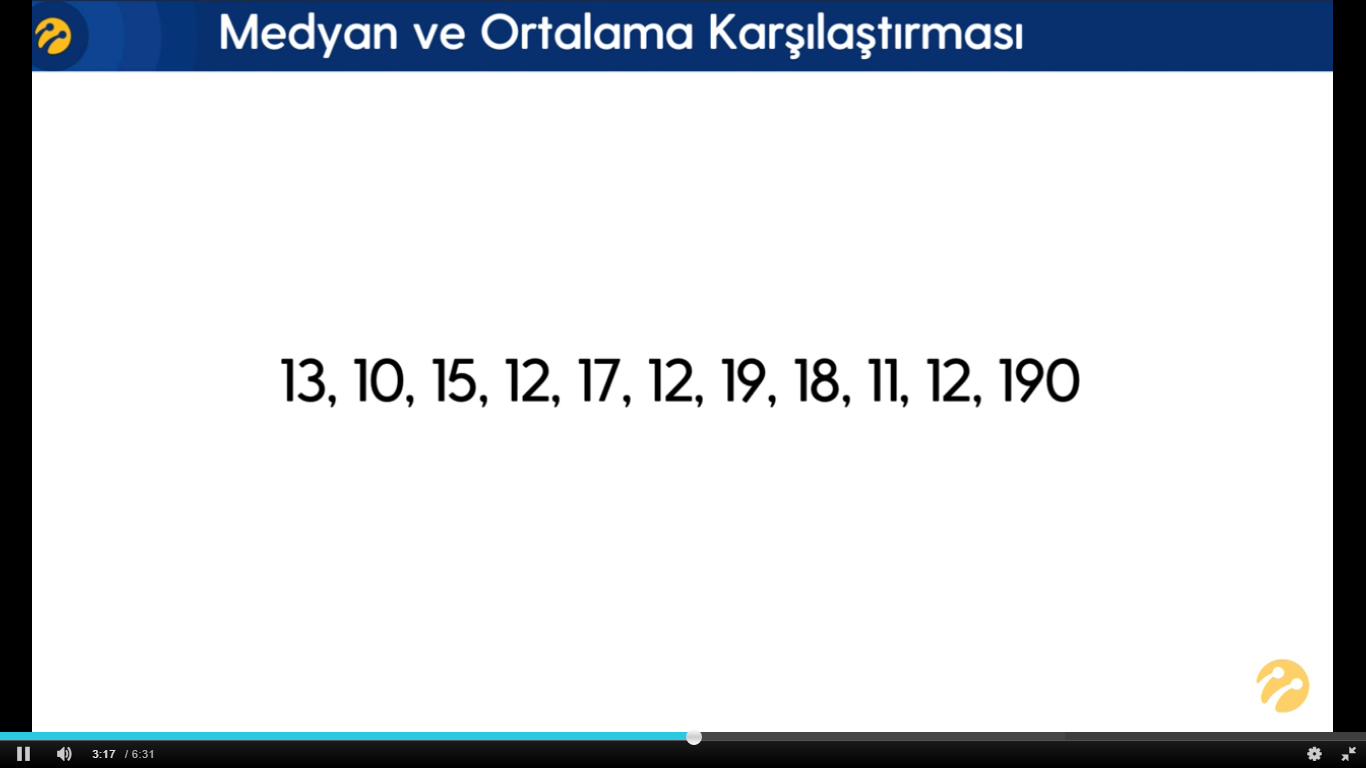 Medyan ve Ortalama Karşılaştırması
13, 10, 15, 12, 17, 12, 19, 18, 11, 12, 190
3:17 / 6:31